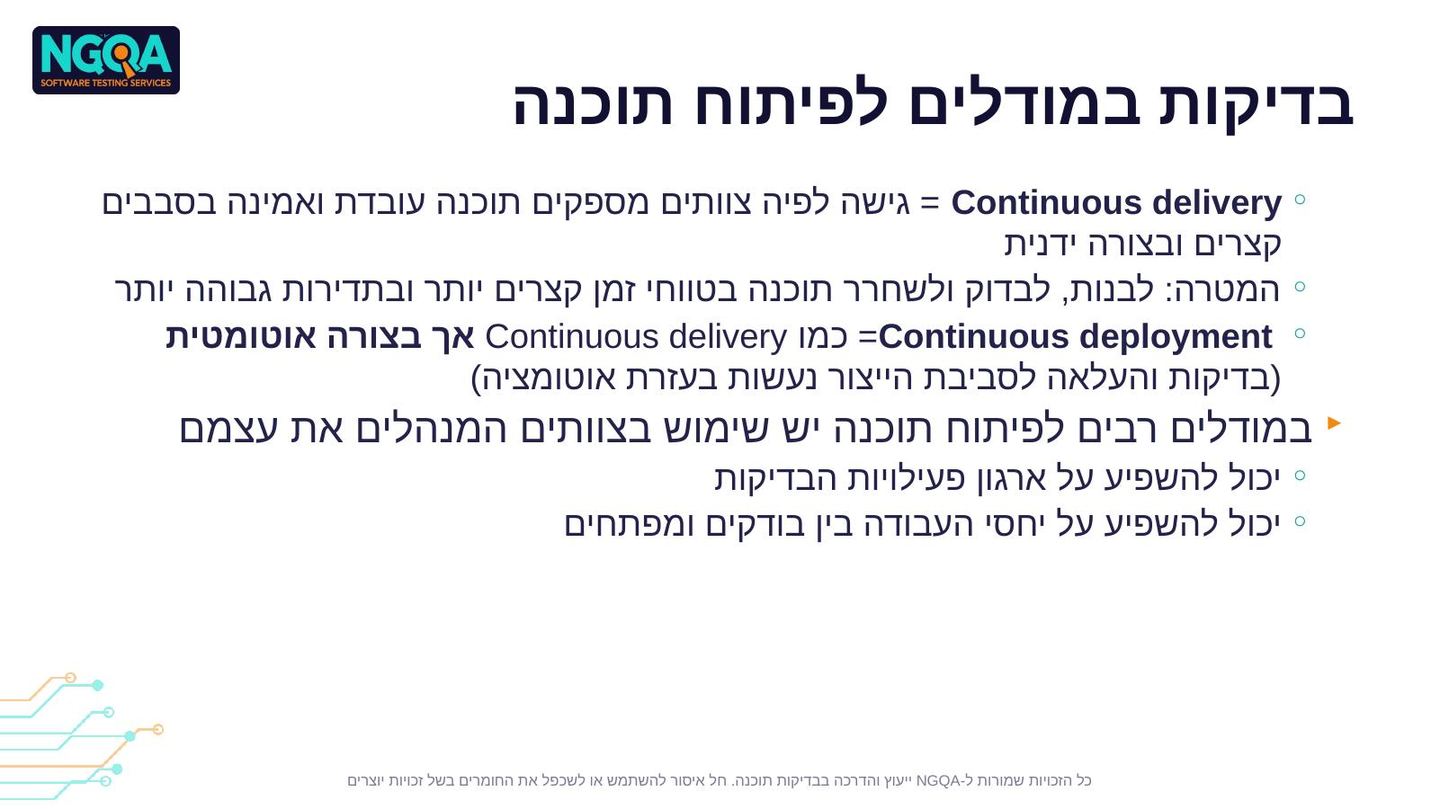 NGQA
SOFTWARE TESTING SERVICES
בדיקות במודלים לפיתוח תוכנה
Continuous delivery = גישה לפיה צוותים מספקים תוכנה עובדת ואמינה בסבבים
קצרים ובצורה ידנית
המטרה: לבנות, לבדוק ולשחרר תוכנה בטווחי זמן קצרים יותר ובתדירות גבוהה יותר
Continuous deployment= כמו Continuous delivery אך בצורה אוטומטית
(בדיקות והעלאה לסביבת הייצור נעשות בעזרת אוטומציה)
במודלים רבים לפיתוח תוכנה יש שימוש בצוותים המנהלים את עצמם
יכול להשפיע על ארגון פעילויות הבדיקות
יכול להשפיע על יחסי העבודה בין בודקים ומפתחים
כל הזכויות שמורות ל-NGQA ייעוץ והדרכה בבדיקות תוכנה. חל איסור להשתמש או לשכפל את החומרים בשל זכויות יוצרים